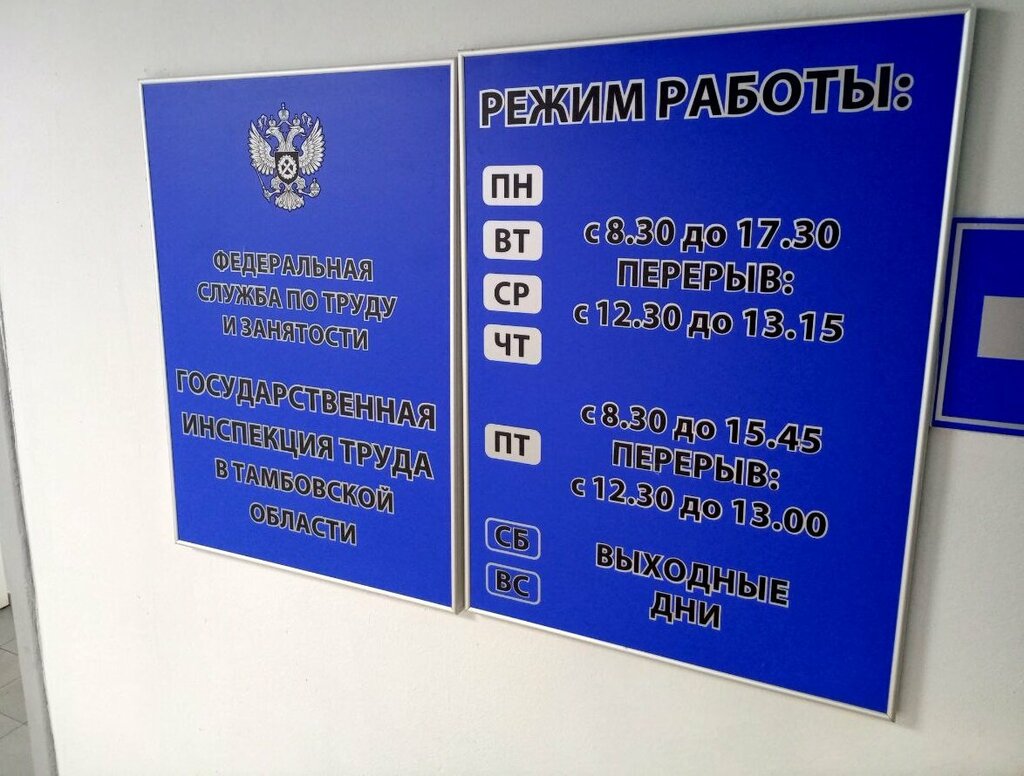 ФЕДЕРАЛЬНАЯ
СЛУЖБА ПО ТРУДУ
И ЗАНЯТОСТИ
ГОСУДАРСТВЕННАЯ
ИНСПЕКЦИЯ ТРУДА
В ТАМБОВСКОЙ
ОБЛАСТИ
РЕЖИМ РАБОТЫ:
ПН
ВТ
СР
ЧТ
с 8.30 до 17.30
ПЕРЕРЫВ:
с 12.30 до 13.15
ПТ
с 8.30 до 15.45
ПЕРЕРЫВ:
с 12.30 до 13.00
СБ
ВС
ВЫХОДНЫЕ
ДНИ